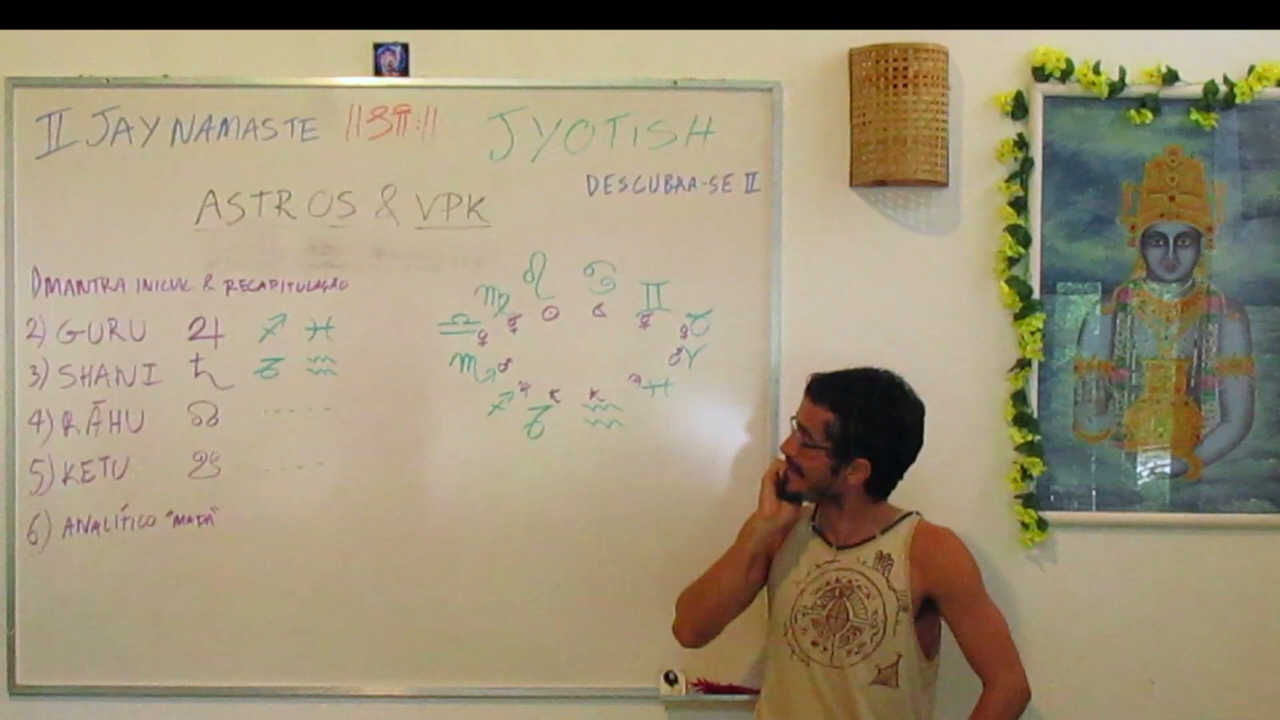 II JAY NAMASTE ||ॐ|| JYOTISH
DESCUBRA-SE II
ASTROS & VPK
1) MANTRA INICIAL & RECAPITULAÇÃO
2) GURU ♃ ♐ ♓
3) SHANI ♄ ♑ ♒
4) RĀHU ☊ -----
5) KETU ☋ ----
6) ANALÍTICO "MAPA"
♌ ♋
♍ ♊
♎ ☿ ☉ ☾ ☿ ♉
♀ ♀
♏ ♂ ♂ ♈
♃ ♄ ♄ ♃ ♓
♐ ♑ ♒